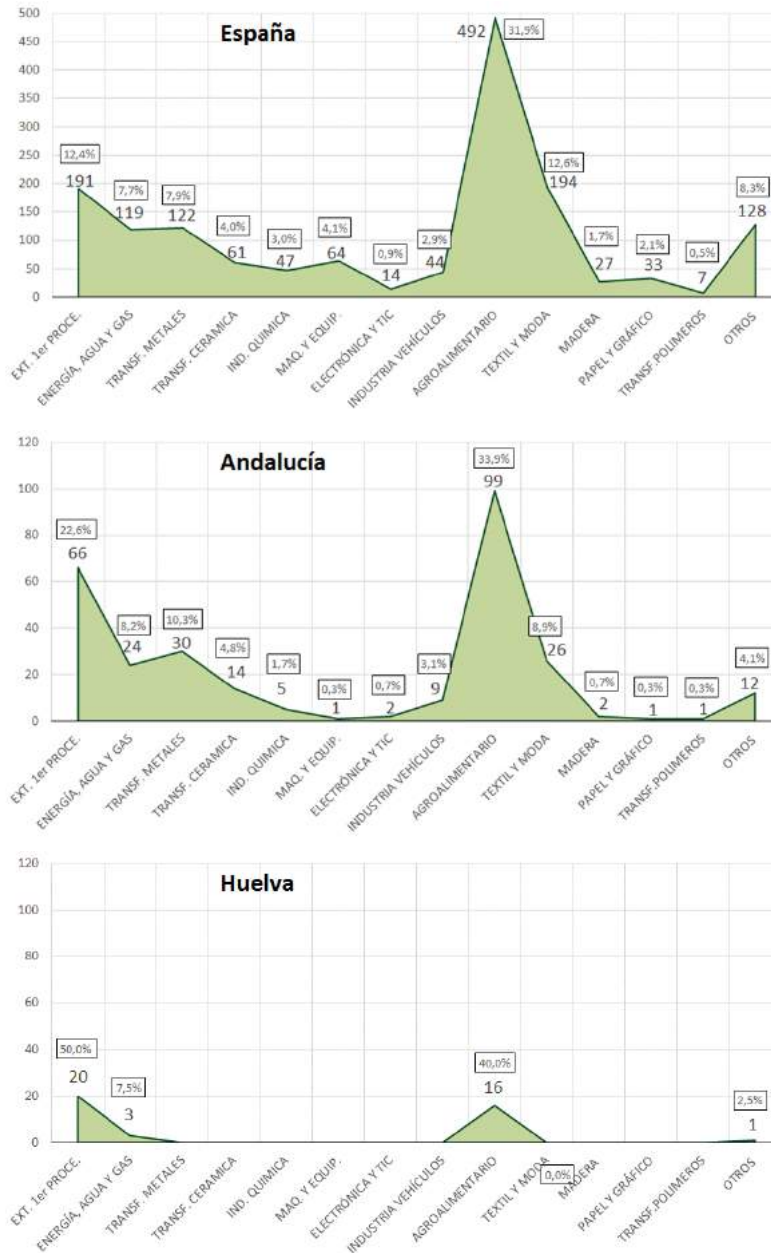 España
500
450
400
350
300
250
200
150
100
50
0
12,4%
191
7,7%
119
7,9%
122
4,0%
61
3,0%
47
4,1%
64
0,9%
14
2,9%
44
492
31,9%
12,6%
194
1,7%
27
2,1%
33
0,5%
7
8,3%
128
EXT. 1er PROCE.
ENERGÍA, AGUA Y GAS
TRANSF. METALES
TRANSF. CERAMICA
IND. QUIMICA
MAQ. Y EQUIP.
ELECTRÓNICA Y TIC
INDUSTRIA VEHÍCULOS
AGROALIMENTARIO
TEXTIL Y MODA
MADERA
PAPEL Y GRÁFICO
TRANSF.POLIMEROS
OTROS
Andalucía
120
100
80
60
40
20
0
22,6%
66
8,2%
24
10,3%
30
4,8%
14
1,7%
5
0,3%
1
0,7%
2
3,1%
9
33,9%
99
8,9%
26
0,7%
2
0,3%
1
0,3%
1
4,1%
12
EXT. 1er PROCE.
ENERGÍA, AGUA Y GAS
TRANSF. METALES
TRANSF. CERAMICA
IND. QUIMICA
MAQ. Y EQUIP.
ELECTRÓNICA Y TIC
INDUSTRIA VEHÍCULOS
AGROALIMENTARIO
TEXTIL Y MODA
MADERA
PAPEL Y GRÁFICO
TRANSF.POLIMEROS
OTROS
Huelva
120
100
80
60
40
20
0
50,0%
20
7,5%
3
40,0%
16
0,0%
2,5%
1
EXT. 1er PROCE.
ENERGÍA, AGUA Y GAS
TRANSF. METALES
TRANSF. CERAMICA
IND. QUIMICA
MAQ. Y EQUIP.
ELECTRÓNICA Y TIC
INDUSTRIA VEHÍCULOS
AGROALIMENTARIO
TEXTIL Y MODA
MADERA
PAPEL Y GRÁFICO
TRANSF.POLIMEROS
OTROS